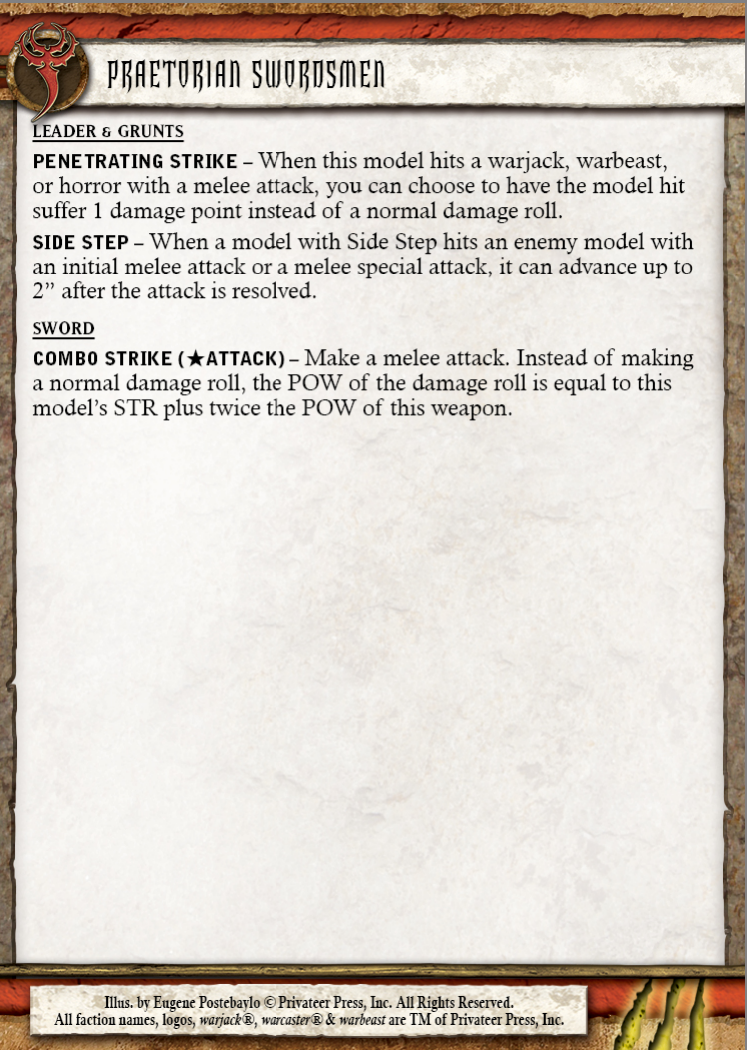 PRAETORIAN SWORDSMEN
LEADER & GRUNTS
PENETRATING STRIKE – When this model hits a warjack, warbeast,
or horror with a melee attack, you can choose to have the model hit
suffer 1 damage point instead of a normal damage roll.
SIDE STEP – When a model with Side Step hits an enemy model with
an initial melee attack or a melee special attack, it can advance up to
2” after the attack is resolved.
SWORD
COMBO STRIKE (★ATTACK) – Make a melee attack. Instead of making
a normal damage roll, the POW of the damage roll is equal to this
model’s STR plus twice the POW of this weapon.
Illus. by Eugene Postebaylo © Privateer Press, Inc. All Rights Reserved.
All faction names, logos, warjack®, warcaster® & warbeast are TM of Privateer Press, Inc.